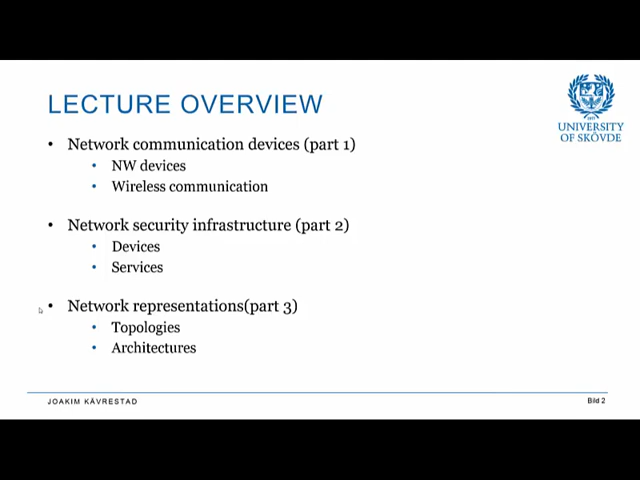 LECTURE OVERVIEW
UNIVERSITY
OF SKÖVDE
• Network communication devices (part 1)
• NW devices
• Wireless communication
• Network security infrastructure (part 2)
• Devices
• Services
• Network representations(part 3)
• Topologies
• Architectures
JOAKIM KÄVRESTAD
Bild 2